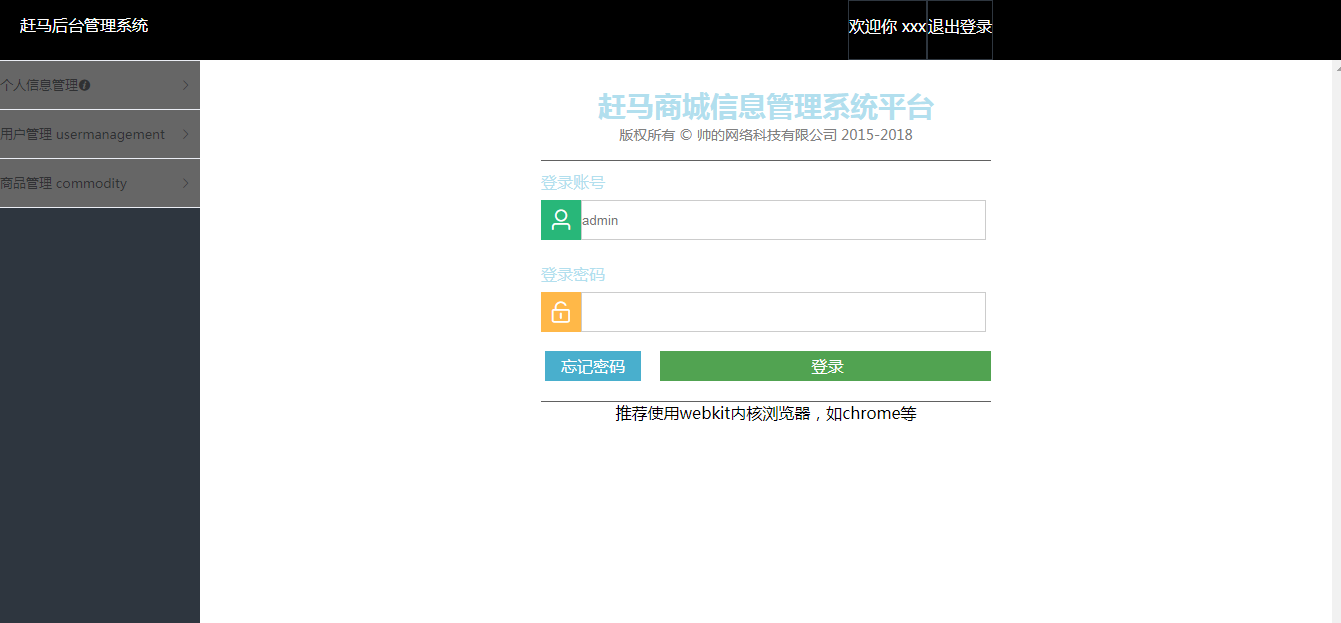 赶马后台管理系统
欢迎你 xxx 退出登录
个人信息管理
用户管理 usermanagement
商品管理 commodity
赶马商城信息管理系统平台
版权所有 © 帅的网络科技有限公司 2015-2018
登录账号
admin
登录密码
忘记密码 登录
推荐使用webkit内核浏览器，如chrome等